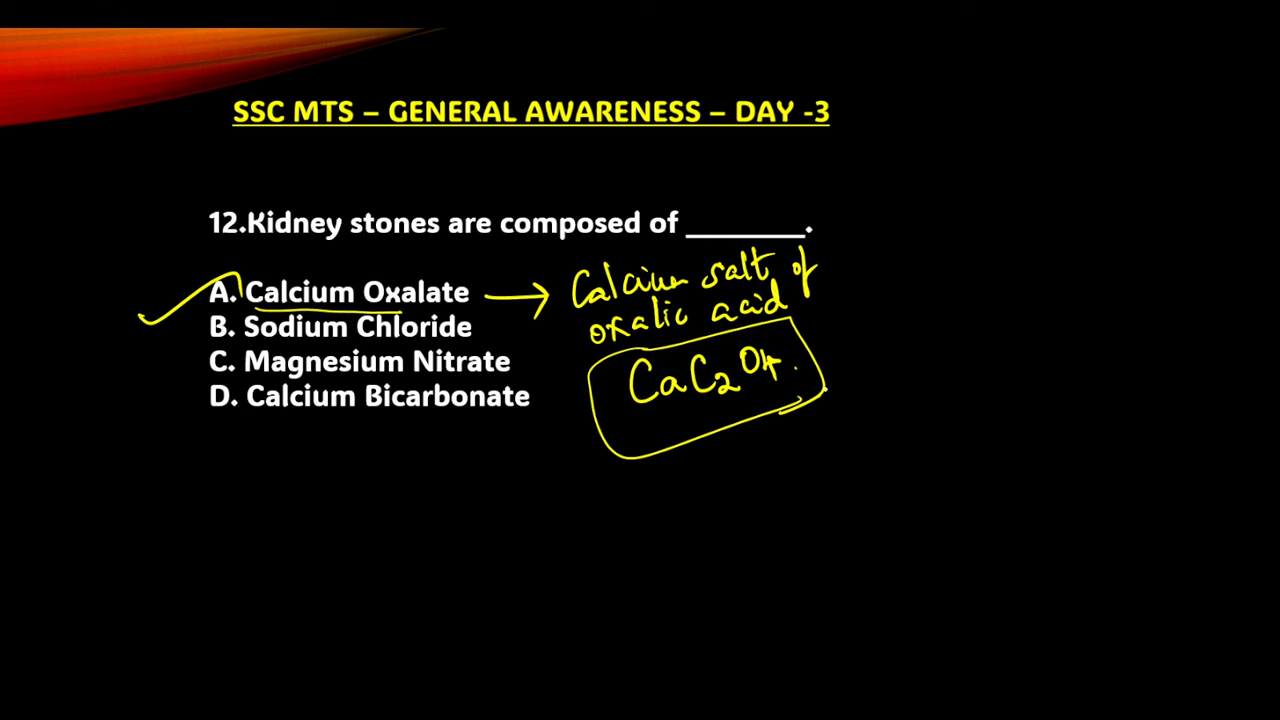 SSC MTS – GENERAL AWARENESS – DAY -3
12.Kidney stones are composed of ________.
A. Calcium Oxalate → Calcium salt of
oxalic acid
B. Sodium Chloride
C. Magnesium Nitrate
CaC2O4.
D. Calcium Bicarbonate